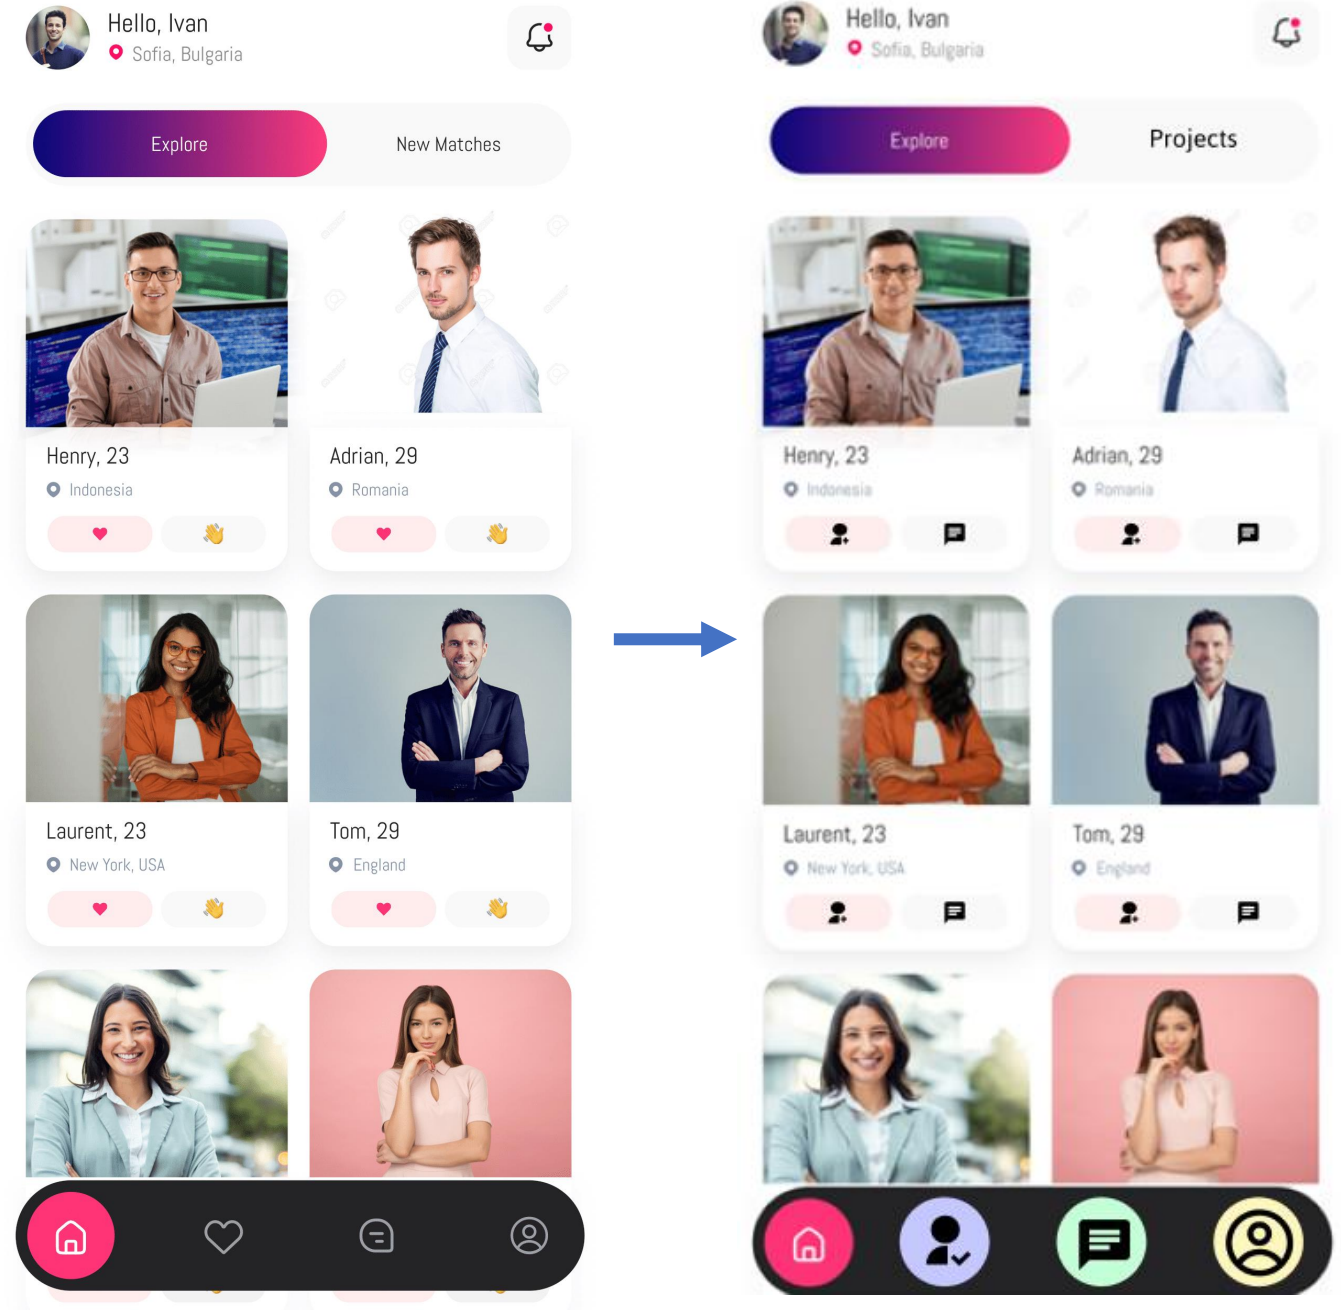 Hello, Ivan
Sofia, Bulgaria
Explore
New Matches
Henry, 23
Indonesia
Adrian, 29
Romania
Laurent, 23
New York, USA
Tom, 29
England
Hello, Ivan
Sofia, Bulgaria
Explore
Projects
Henry, 23
Indonesia
Adrian, 29
Romania
Laurent, 23
New York, USA
Tom, 29
England